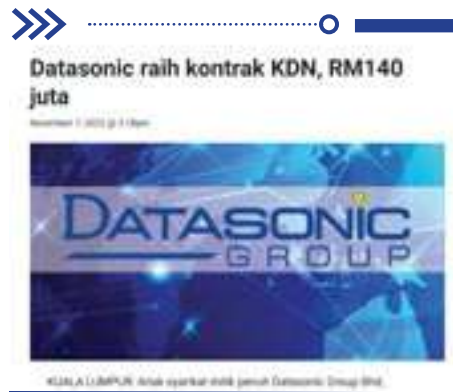 Datasonic raih kontrak KDN, RM140
juta
DATASONIC
GROUP
KUALA LUMPUR: Anak syarikat milik penuh Datasonic Group Bhd,